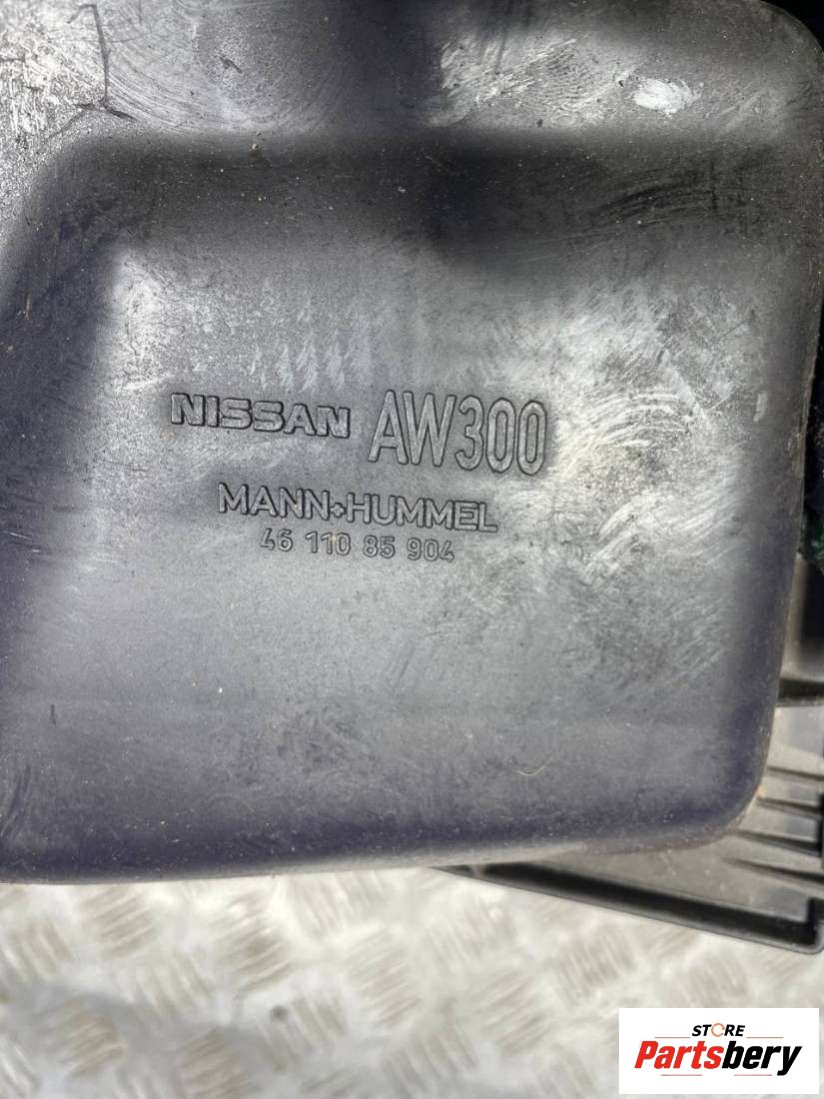 NISSAN AW300
MANN+HUMMEL
46 110 85 904
STORE
Partsbery